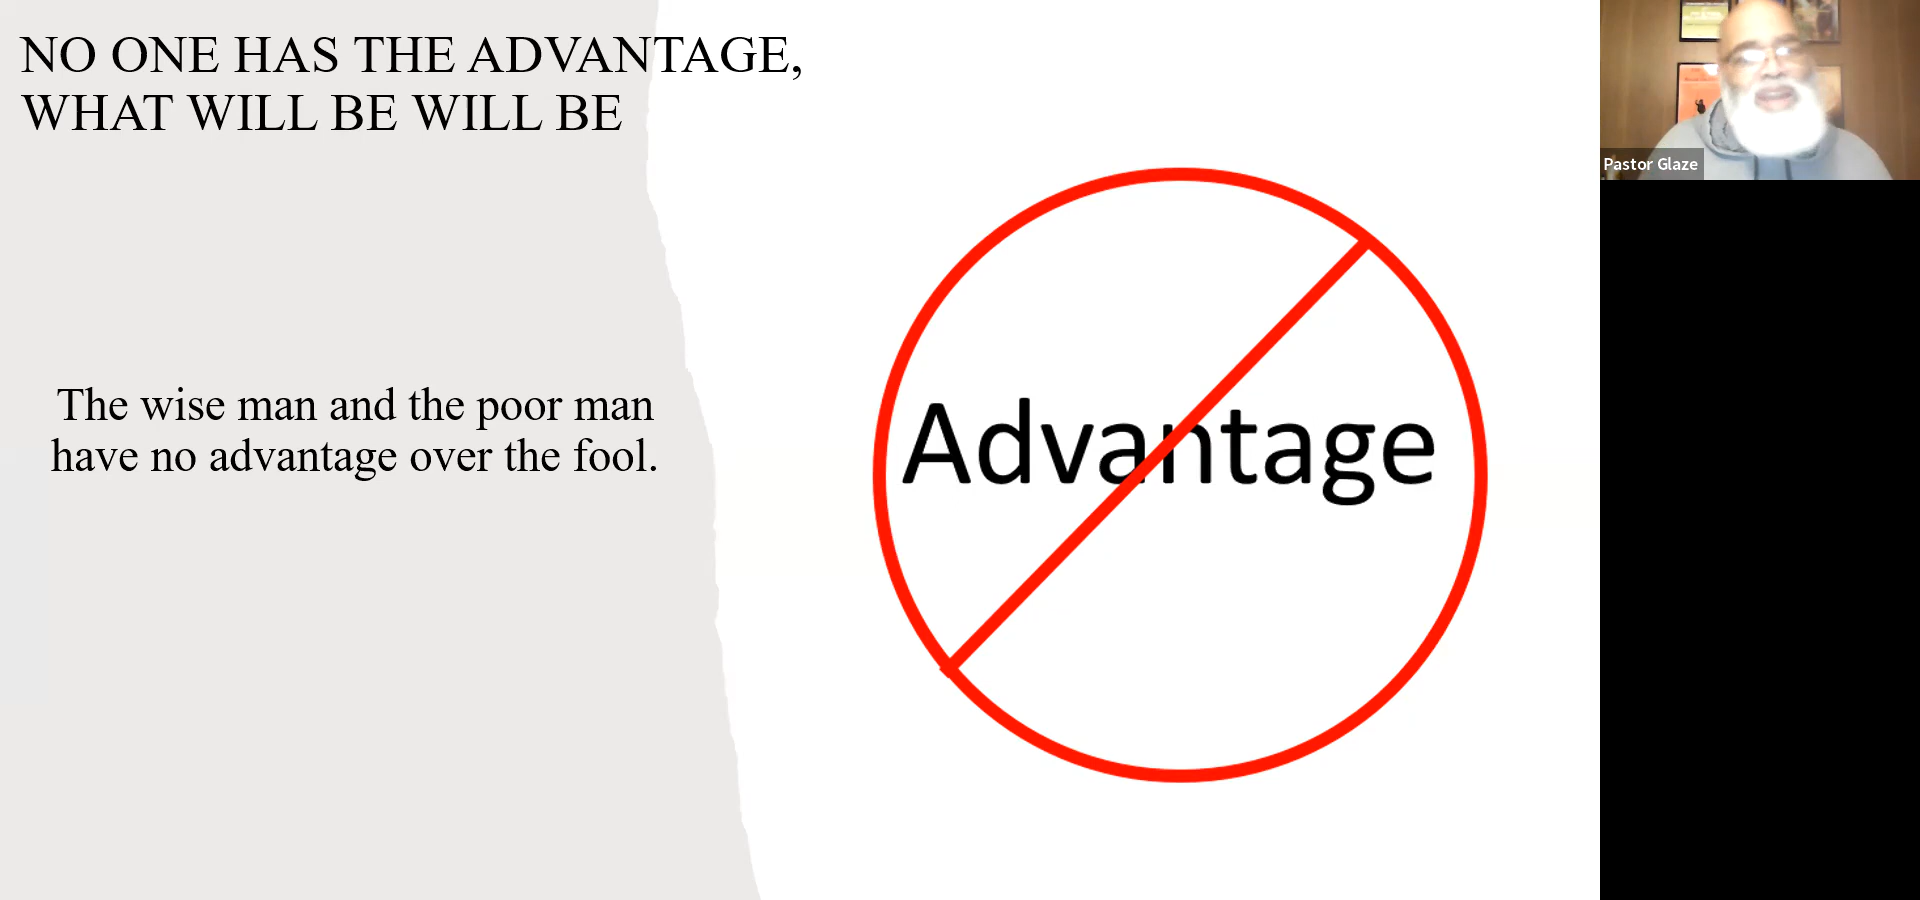 NO ONE HAS THE ADVANTAGE,
WHAT WILL BE WILL BE
The wise man and the poor man
have no advantage over the fool.
Advantage
Pastor Glaze